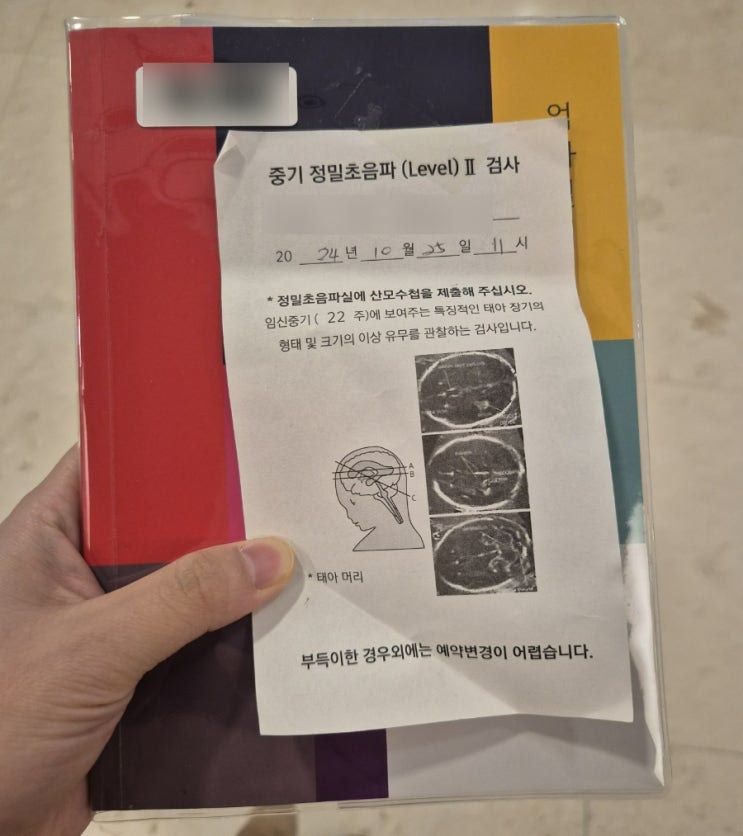 중기 정밀초음파 (Level) Ⅱ 검사
20 24 년 10 월 25 일 11 시
* 정밀초음파실에 산모수첩을 제출해 주십시오.
임신중기 ( 22 주)에 보여주는 특징적인 태아 장기의
형태 및 크기의 이상 유무를 관찰하는 검사입니다.
A
B
C
* 태아 머리
부득이한 경우외에는 예약변경이 어렵습니다.